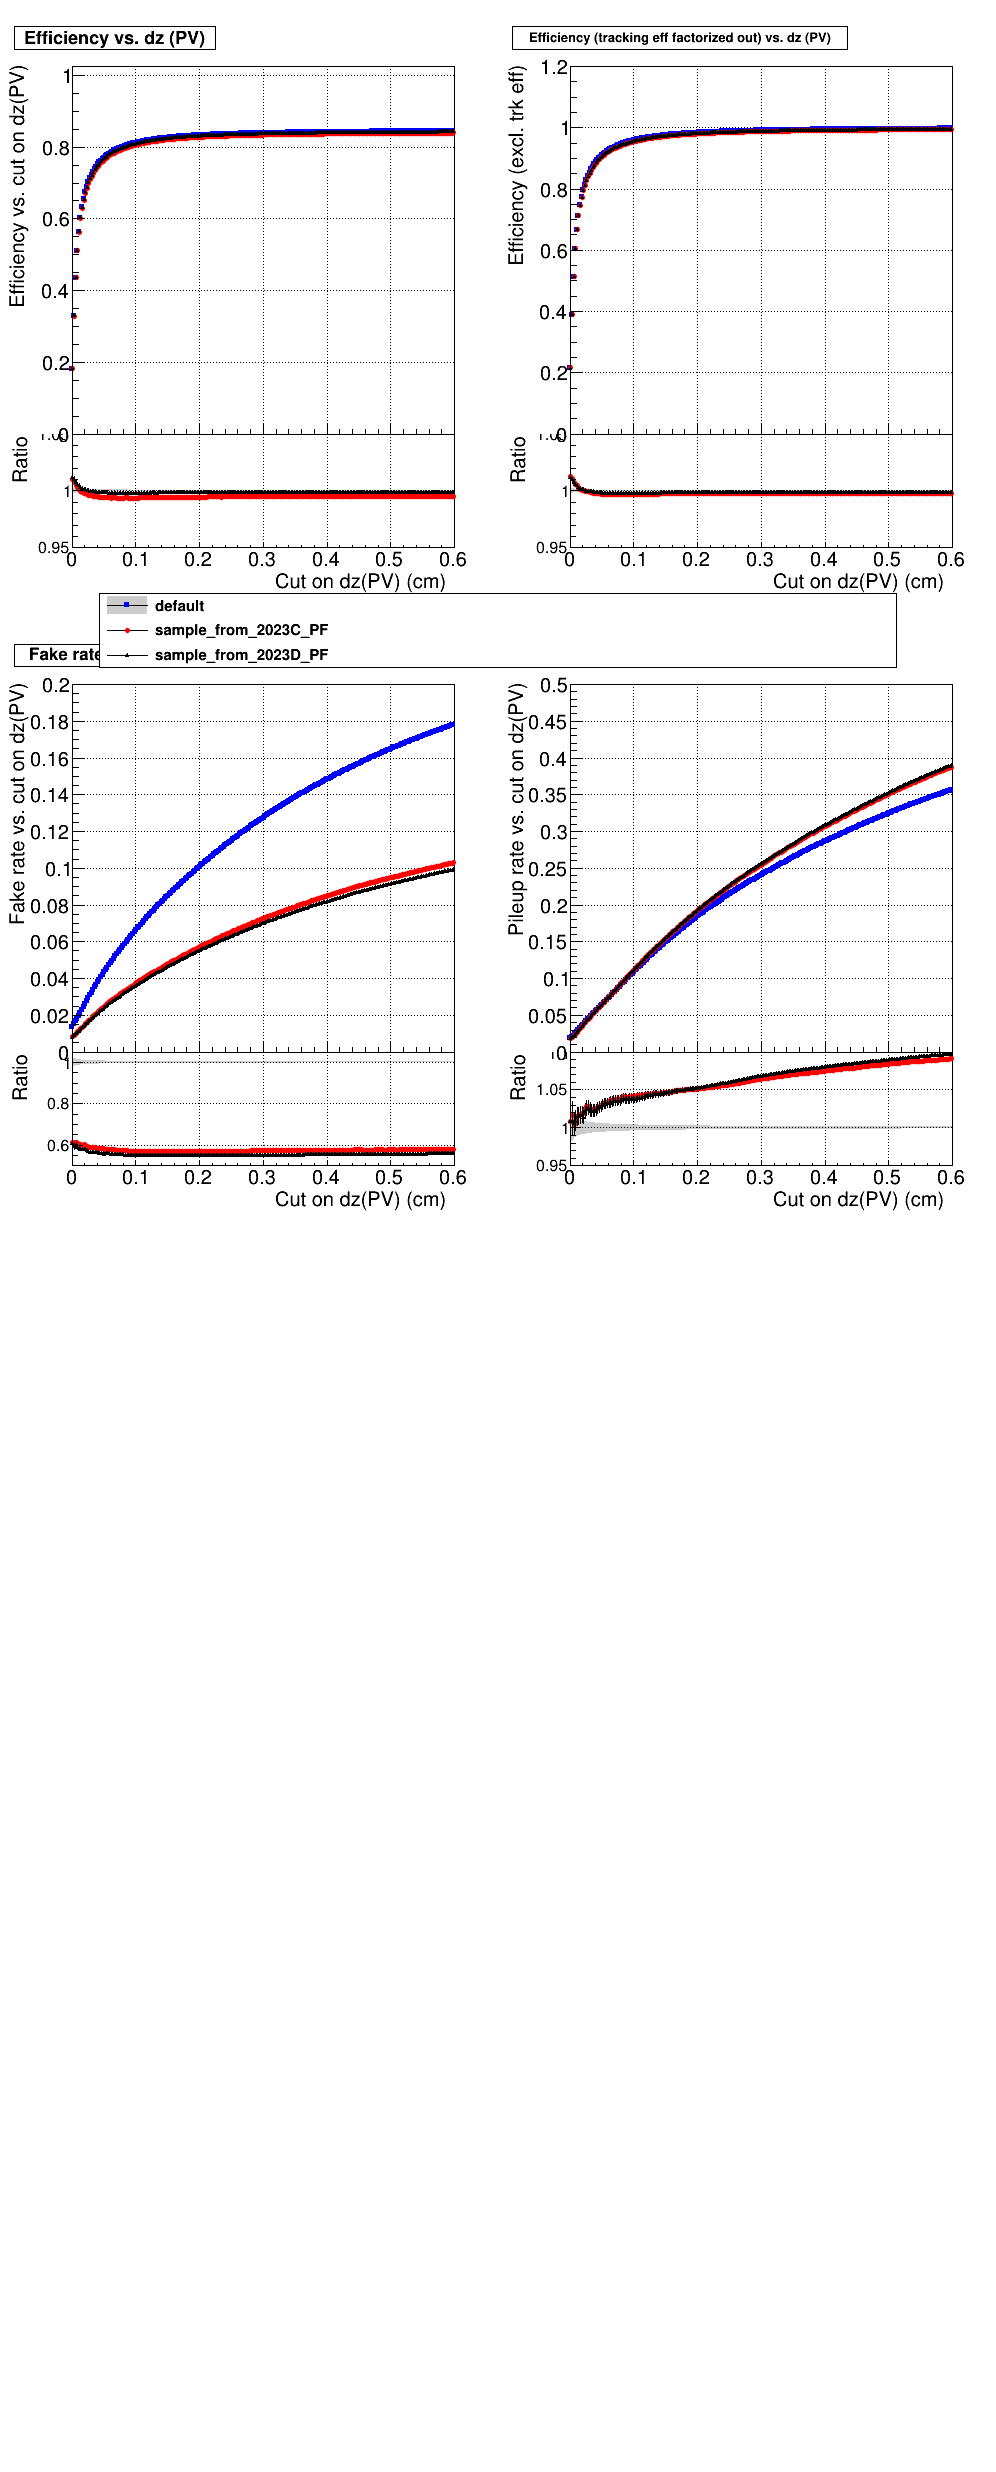 Efficiency vs. dz (PV)
Efficiency (tracking eff factorized out) vs. dz (PV)
Efficiency vs. cut on dz(PV)
1
0.8
0.6
0.4
0.2
0
Ratio
1
0.95
0 0.1 0.2 0.3 0.4 0.5 0.6
Cut on dz(PV) (cm)
Efficiency (excl. trk eff)
1.2
1
0.8
0.6
0.4
0.2
0
Ratio
1
0.95
0 0.1 0.2 0.3 0.4 0.5 0.6
Cut on dz(PV) (cm)
default
sample_from_2023C_PF
sample_from_2023D_PF
Fake rate
Fake rate vs. cut on dz(PV)
0.2
0.18
0.16
0.14
0.12
0.1
0.08
0.06
0.04
0.02
0
Ratio
1
0.8
0.6
0 0.1 0.2 0.3 0.4 0.5 0.6
Cut on dz(PV) (cm)
Pileup rate vs. cut on dz(PV)
0.5
0.45
0.4
0.35
0.3
0.25
0.2
0.15
0.1
0.05
0
Ratio
1.05
1
0.95
0 0.1 0.2 0.3 0.4 0.5 0.6
Cut on dz(PV) (cm)